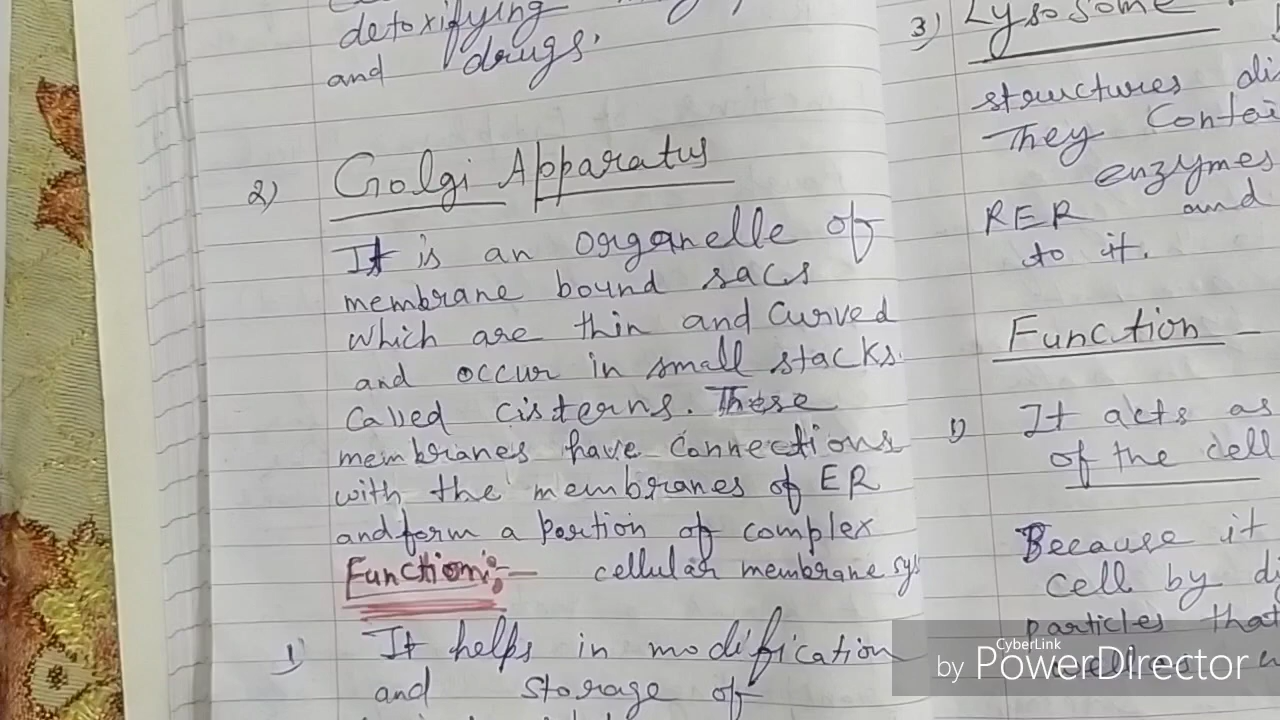 detoxifying
and drugs.
2) Golgi Apparatus
It is an organelle of
membrane bound sacs
which are thin and curved
and occur in small stacks.
Called cisterns. These
membranes have connections
with the membranes of ER
and form a portion of complex
Function:- cellular membrane sys
1) It helps in modification
and storage of
3) Lysosome
structures di
They Contai
enzymes
RER and
to it.
Function -
1) It acts as
of the cell
Because it
cell by di
particles that
CyberLink
by PowerDirector